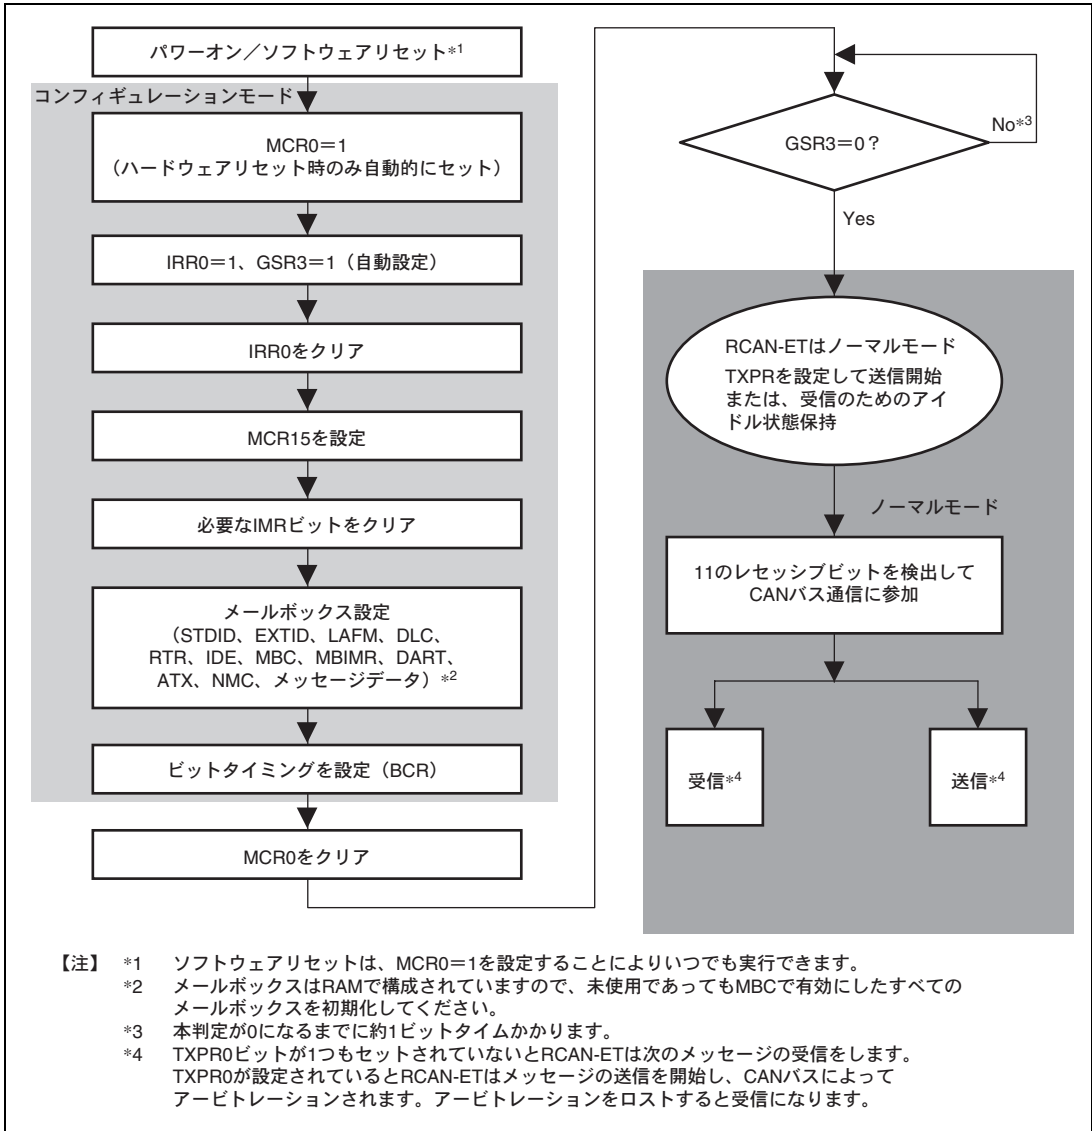 パワーオン／ソフトウェアリセット*1
コンフィギュレーションモード
MCR0＝1
（ハードウェアリセット時のみ自動的にセット）
IRR0＝1、GSR3＝1（自動設定）
IRR0をクリア
MCR15を設定
必要なIMRビットをクリア
メールボックス設定
（STDID、EXTID、LAFM、DLC、
RTR、IDE、MBC、MBIMR、DART、
ATX、NMC、メッセージデータ）*2
ビットタイミングを設定（BCR）
MCR0をクリア
GSR3＝0？
No*3
Yes
RCAN-ETはノーマルモード
TXPRを設定して送信開始
または、受信のためのアイ
ドル状態保持
ノーマルモード
11のレセッシブビットを検出して
CANバス通信に参加
受信*4
送信*4
【注】 *1 ソフトウェアリセットは、MCR0＝1を設定することによりいつでも実行できます。
*2 メールボックスはRAMで構成されていますので、未使用であってもMBCで有効にしたすべての
メールボックスを初期化してください。
*3 本判定が0になるまでに約1ビットタイムかかります。
*4 TXPR0ビットが1つもセットされていないとRCAN-ETは次のメッセージの受信をします。
TXPR0が設定されているとRCAN-ETはメッセージの送信を開始し、CANバスによって
アービトレーションされます。アービトレーションをロストすると受信になります。